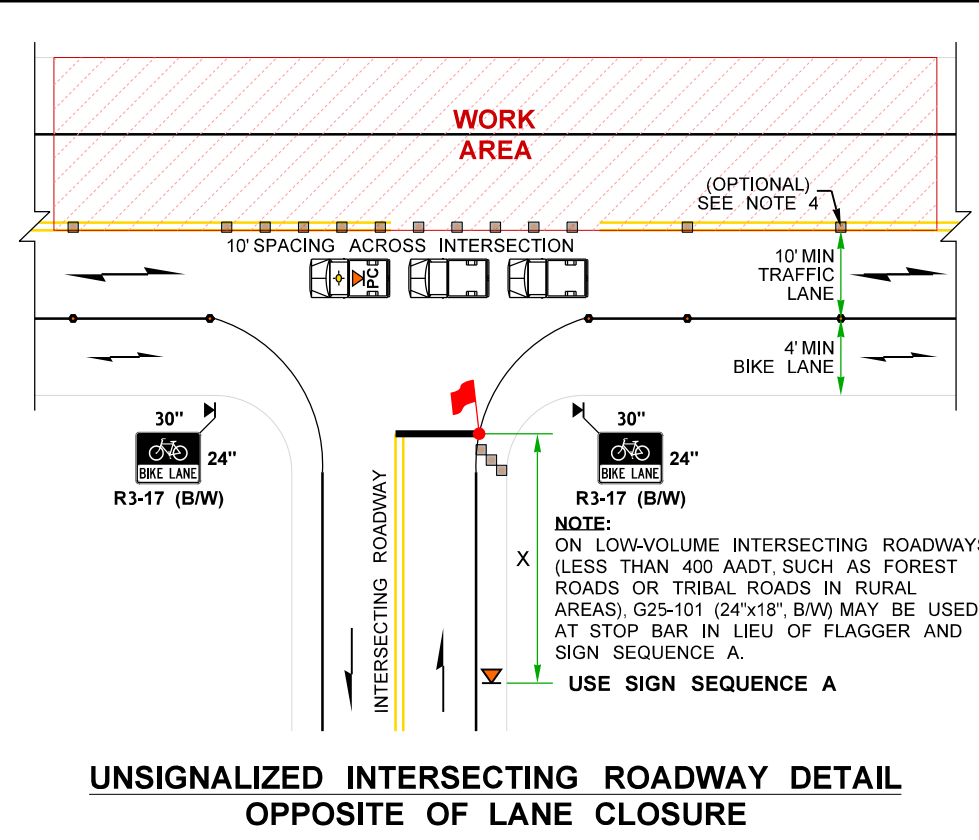 WORK
AREA
(OPTIONAL)
SEE NOTE 4
10' SPACING ACROSS INTERSECTION
PC
10' MIN
TRAFFIC
LANE
4' MIN
BIKE LANE
30"
24"
BIKE LANE
R3-17 (B/W)
30"
24"
BIKE LANE
R3-17 (B/W)
INTERSECTING ROADWAY
X
NOTE:
ON LOW-VOLUME INTERSECTING ROADWAYS
(LESS THAN 400 AADT, SUCH AS FOREST
ROADS OR TRIBAL ROADS IN RURAL
AREAS), G25-101 (24"x18", B/W) MAY BE USED
AT STOP BAR IN LIEU OF FLAGGER AND
SIGN SEQUENCE A.
USE SIGN SEQUENCE A
UNSIGNALIZED INTERSECTING ROADWAY DETAIL
OPPOSITE OF LANE CLOSURE